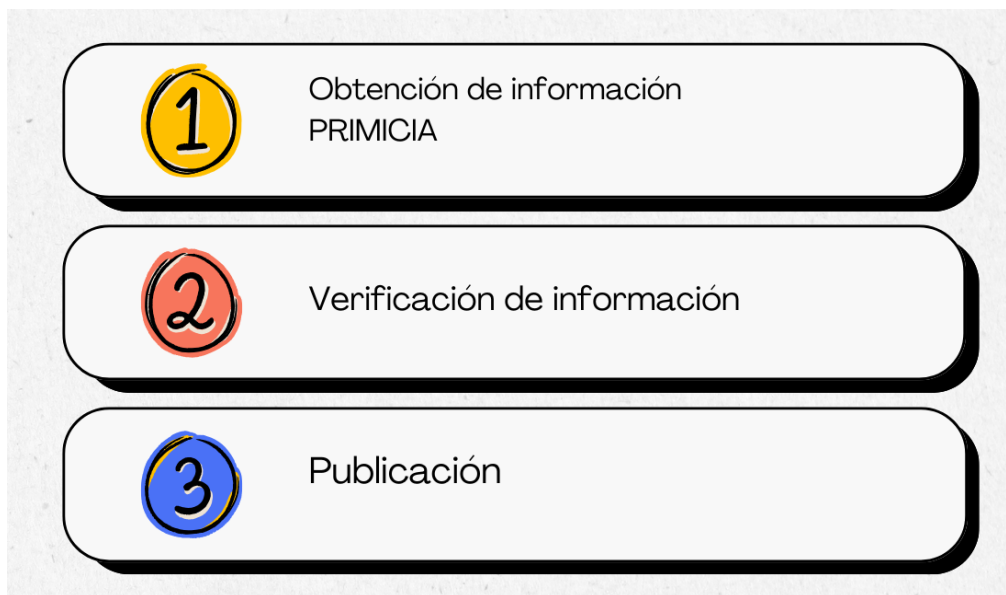 1
Obtención de información
PRIMICIA
2
Verificación de información
3
Publicación